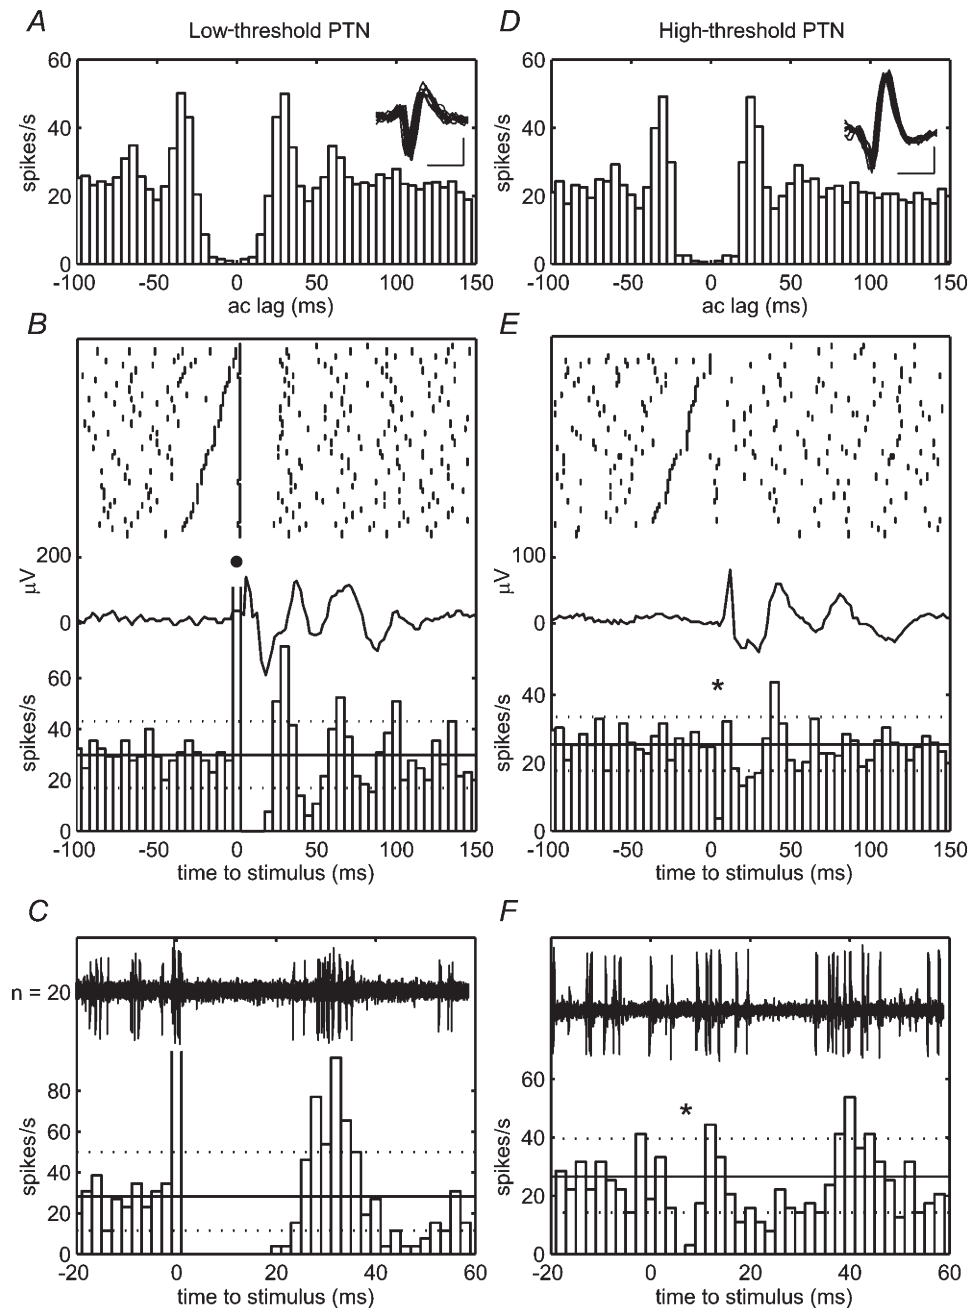 A
Low-threshold PTN
D
High-threshold PTN
60
40
20
0
spikes/s
-100
-50
0
50
100
150
ac lag (ms)
60
40
20
0
spikes/s
-100
-50
0
50
100
150
ac lag (ms)
B
200
0
µV
60
40
20
0
spikes/s
-100
-50
0
50
100
150
time to stimulus (ms)
E
100
0
µV
*
40
20
0
spikes/s
-100
-50
0
50
100
150
time to stimulus (ms)
C
n = 20
80
60
40
20
0
spikes/s
-20
0
20
40
60
time to stimulus (ms)
F
*
60
40
20
0
spikes/s
-20
0
20
40
60
time to stimulus (ms)